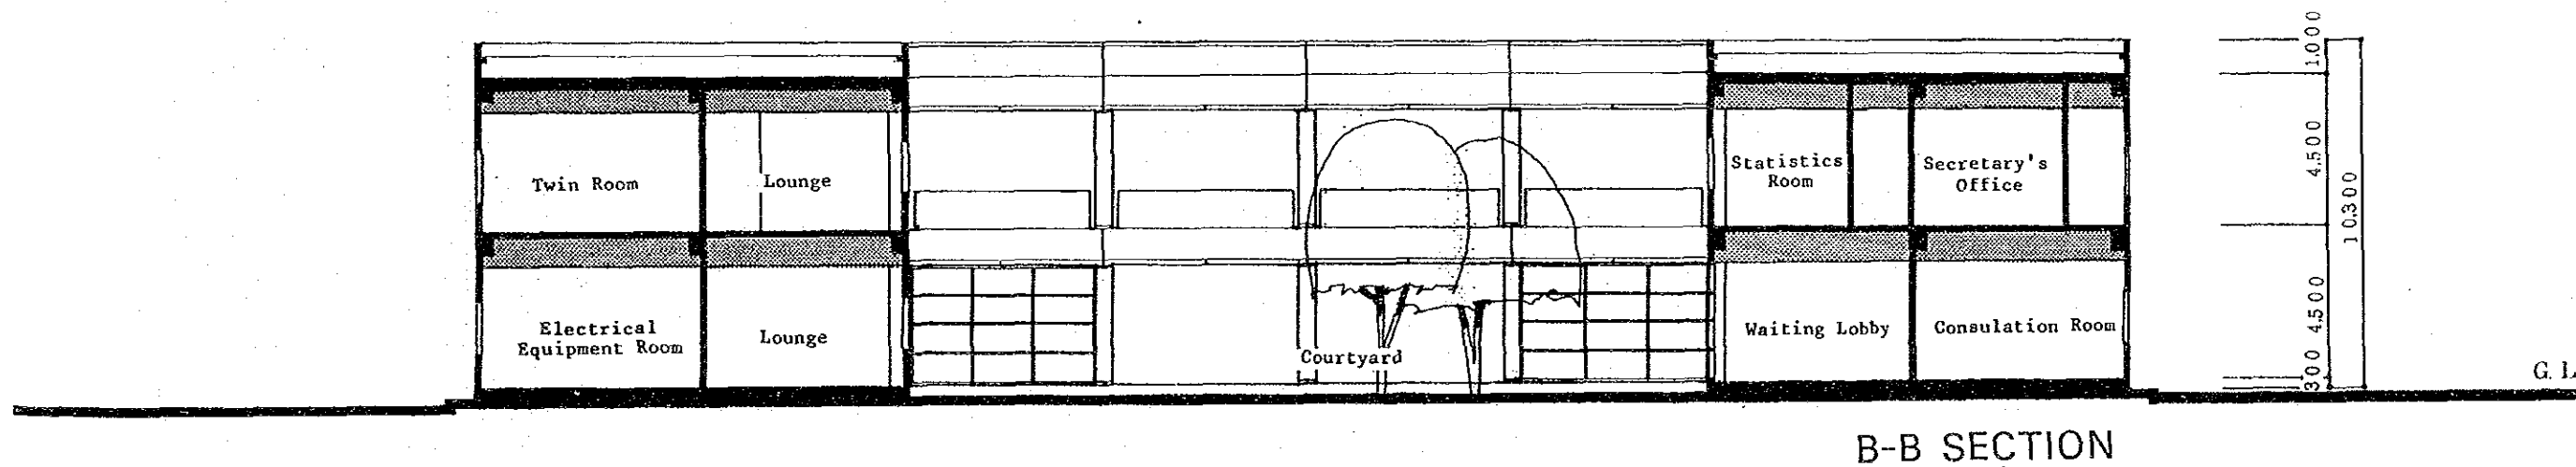 Twin Room
Lounge
Statistics
Room
Secretary's
Office
Electrical
Equipment Room
Lounge
Courtyard
Waiting Lobby
Consulation Room
1.000
4.500
4.500
300
10.300
G. L
B-B SECTION